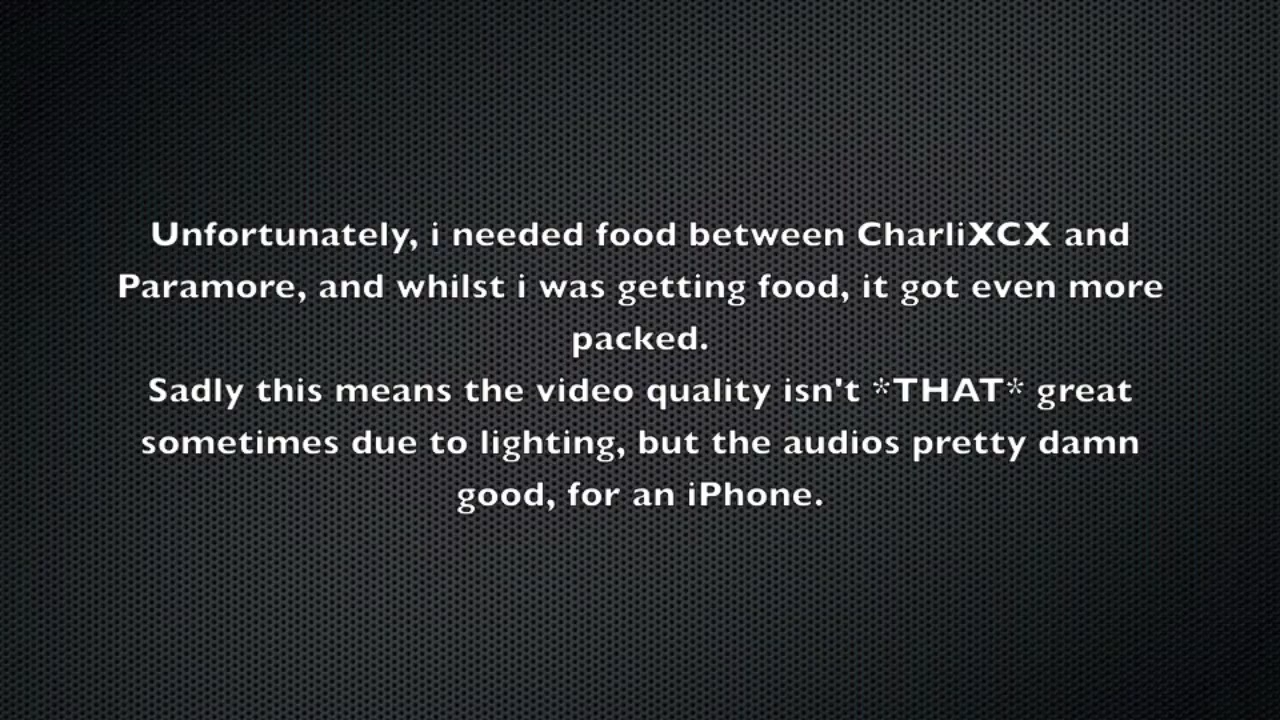 Unfortunately, i needed food between CharliXCX and
Paramore, and whilst i was getting food, it got even more
packed.
Sadly this means the video quality isn't *THAT* great
sometimes due to lighting, but the audios pretty damn
good, for an iPhone.